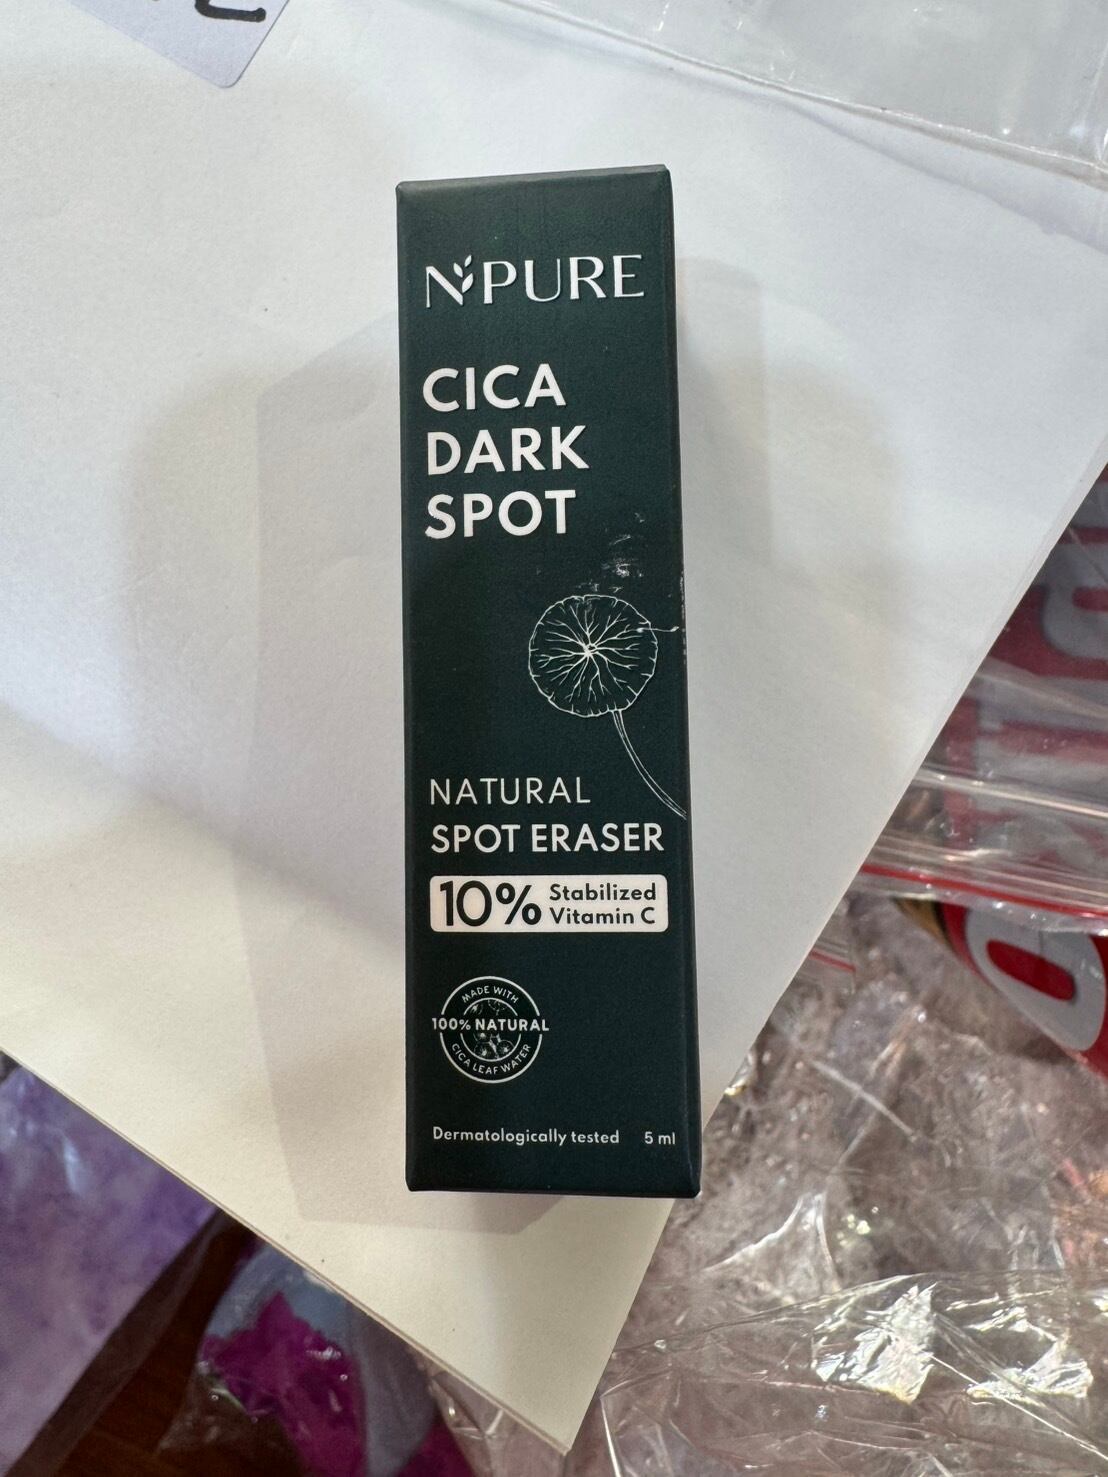 NPURE
CICA
DARK
SPOT
NATURAL
SPOT ERASER
10% Stabilized
Vitamin C
MADE WITH
100% NATURAL
CICA LEAF WATER
Dermatologically tested 5 ml